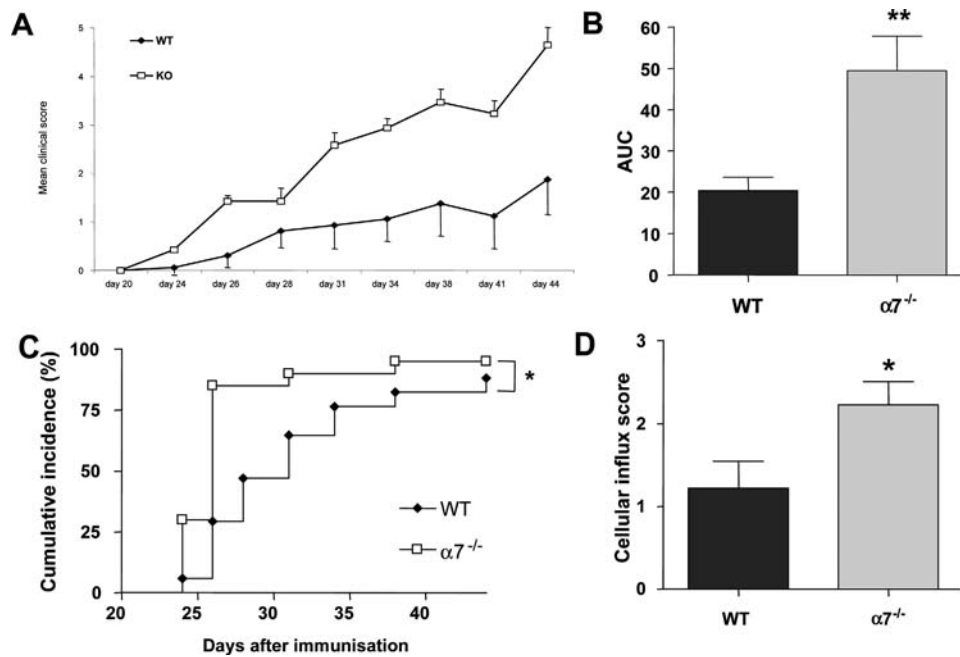 A
WT
KO
Mean clinical score
5
4
3
2
1
0
day 20 day 24 day 26 day 28 day 31 day 34 day 38 day 41 day 44
B
**
AUC
60
50
40
30
20
10
0
WT α7-/-
C
Cumulative incidence (%)
100
75
50
25
0
*
WT
α7-/-
20 25 30 35 40
Days after immunisation
D
*
Cellular influx score
3
2
1
0
WT α7-/-